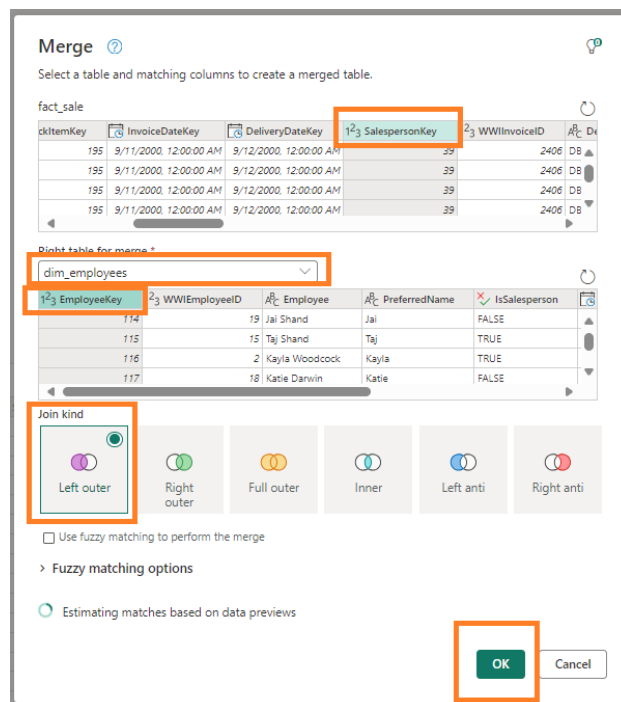 Merge
Select a table and matching columns to create a merged table.
fact_sale
ckItemKey InvoiceDateKey DeliveryDateKey 123 SalespersonKey 23 WWIInvoiceID ABC De
195 9/11/2000, 12:00:00 AM 9/12/2000, 12:00:00 AM 39 2406 DB
195 9/11/2000, 12:00:00 AM 9/12/2000, 12:00:00 AM 39 2406 DB
195 9/11/2000, 12:00:00 AM 9/12/2000, 12:00:00 AM 39 2406 DB
195 9/11/2000, 12:00:00 AM 9/12/2000, 12:00:00 AM 39 2406 DB
Right table for merge *
dim_employees
123 EmployeeKey 23 WWIEmployeeID ABC Employee ABC PreferredName IsSalesperson
114 19 Jai Shand Jai FALSE
115 15 Taj Shand Taj TRUE
116 2 Kayla Woodcock Kayla TRUE
117 18 Katie Darwin Katie FALSE
Join kind
Left outer Right outer Full outer Inner Left anti Right anti
Use fuzzy matching to perform the merge
Fuzzy matching options
Estimating matches based on data previews
OK Cancel